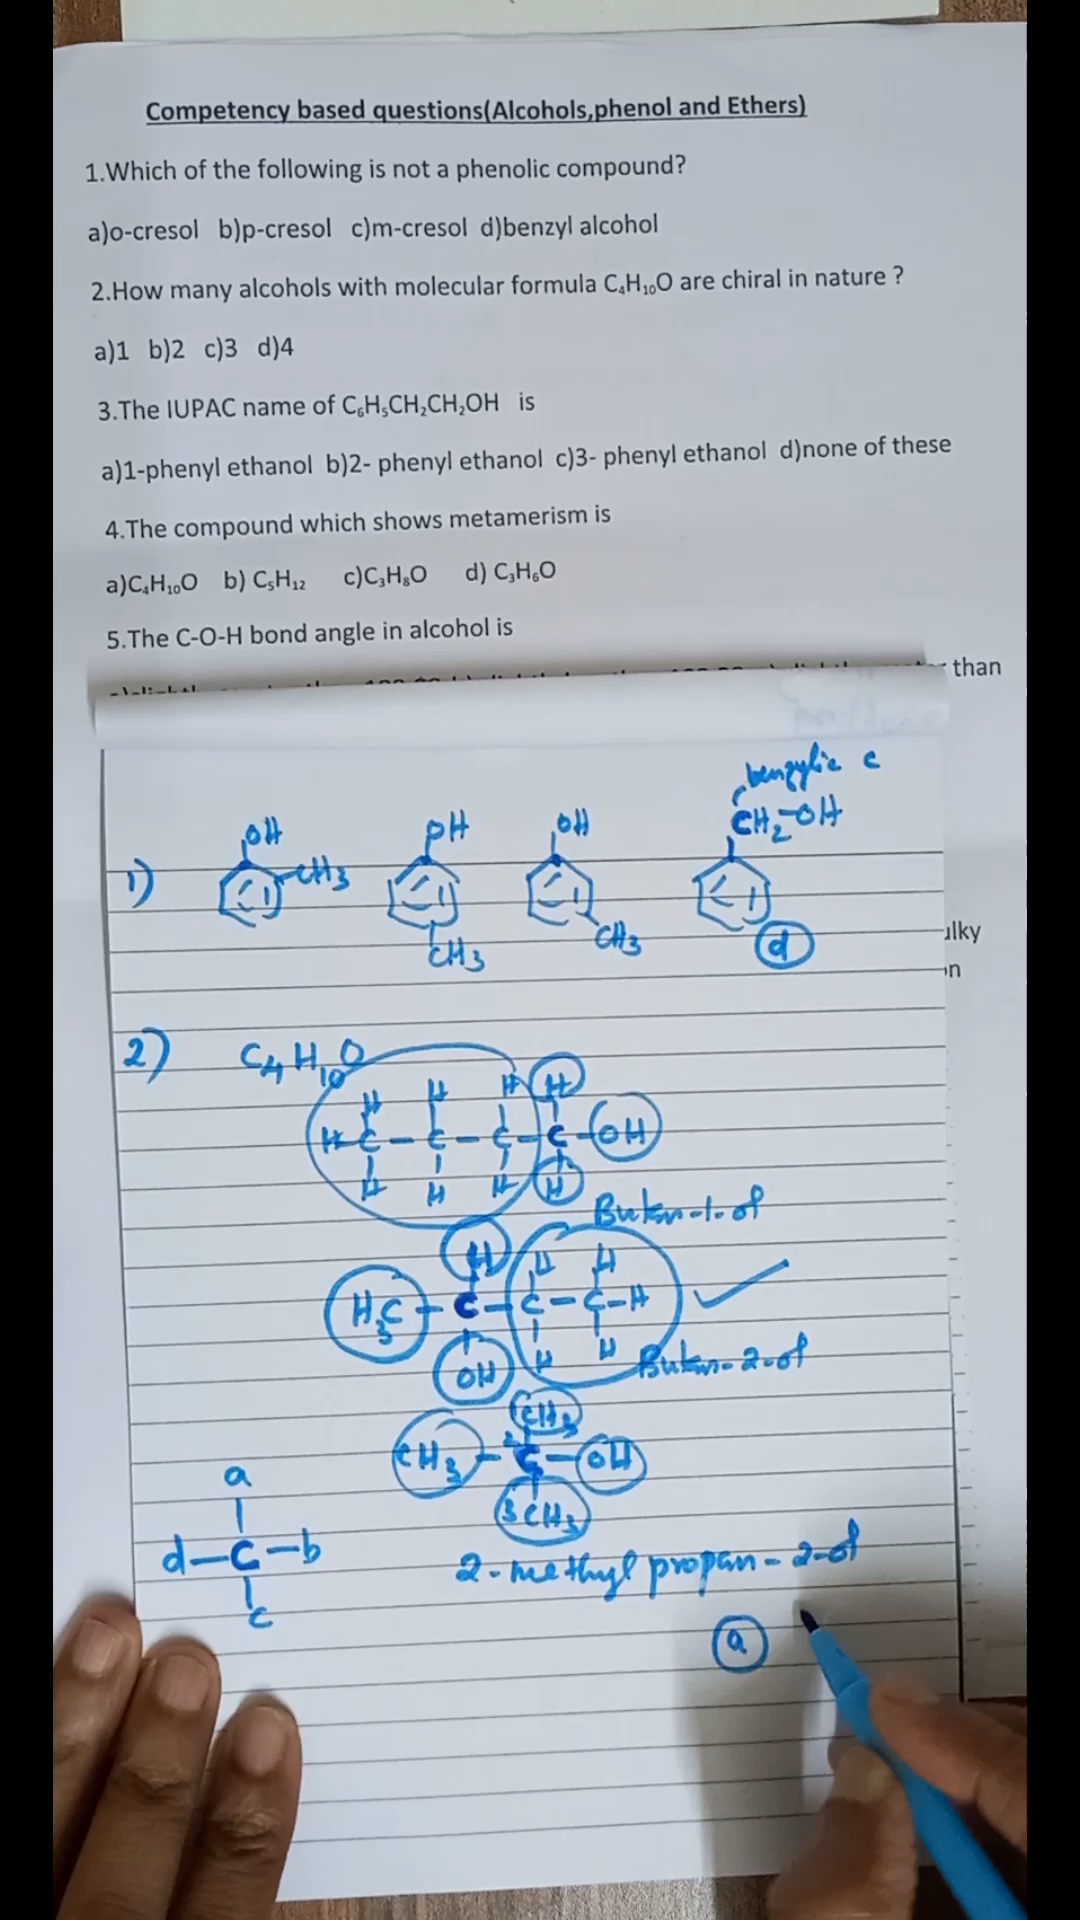 Competency based questions(Alcohols,phenol and Ethers)
1.Which of the following is not a phenolic compound?
a)o-cresol b)p-cresol c)m-cresol d)benzyl alcohol
2.How many alcohols with molecular formula C₄H₁₀O are chiral in nature ?
a)1 b)2 c)3 d)4
3.The IUPAC name of C₆H₅CH₂CH₂OH is
a)1-phenyl ethanol b)2- phenyl ethanol c)3- phenyl ethanol d)none of these
4.The compound which shows metamerism is
a)C₄H₁₀O b) C₅H₁₂ c)C₃H₈O d) C₃H₆O
5.The C-O-H bond angle in alcohol is
than
benzylic c
OH OH OH CH₂-OH
1) CH₃
CH₃ CH₃ d
ulky
n
2) C₄H₁₀O
H H H H
H-C-C-C-C-OH
H H H H
Butan-1-ol
H H H
H₃C-C-C-C-H
OH H H Butan-2-ol
CH₃
CH₃-C-OH
3CH₃
a
d-C-b
c
2-methyl propan-2-ol
a